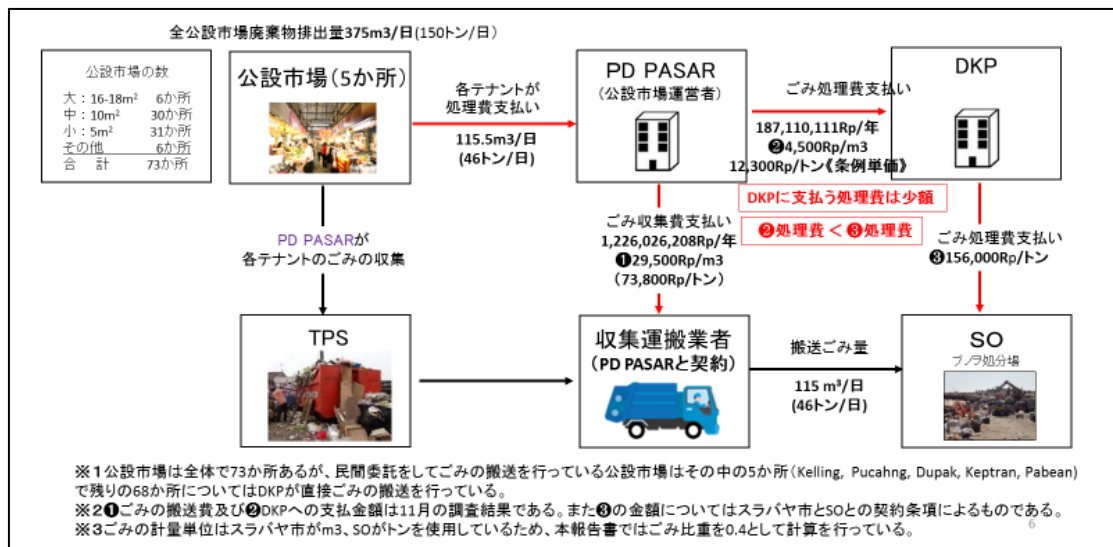 全公設市場廃棄物排出量375m3/日(150トン/日)
公設市場の数
大：16-18m² 6か所
中：10m² 30か所
小：5m² 31か所
その他 6か所
合 計 73か所
公設市場(5か所)
各テナントが
処理費支払い
115.5m3/日
(46トン/日)
PD PASAR
(公設市場運営者)
ごみ処理費支払い
187,110,111Rp/年
❷4,500Rp/m3
12,300Rp/トン《条例単価》
DKP
DKPに支払う処理費は少額
❷処理費＜❸処理費
PD PASARが
各テナントのごみの収集
ごみ収集費支払い
1,226,026,208Rp/年
❶29,500Rp/m3
(73,800Rp/トン)
ごみ処理費支払い
❸156,000Rp/トン
TPS
収集運搬業者
(PD PASARと契約)
搬送ごみ量
115 m³/日
(46トン/日)
SO
ブノヲ処分場
※1公設市場は全体で73か所あるが、民間委託をしてごみの搬送を行っている公設市場はその中の5か所(Kelling, Pucahng, Dupak, Keptran, Pabean)
で残りの68か所についてはDKPが直接ごみの搬送を行っている。
※2❶ごみの搬送費及び❷DKPへの支払金額は11月の調査結果である。また❸の金額についてはスラバヤ市とSOとの契約条項によるものである。
※3ごみの計量単位はスラバヤ市がm3、SOがトンを使用しているため、本報告書ではごみ比重を0.4として計算を行っている。
6